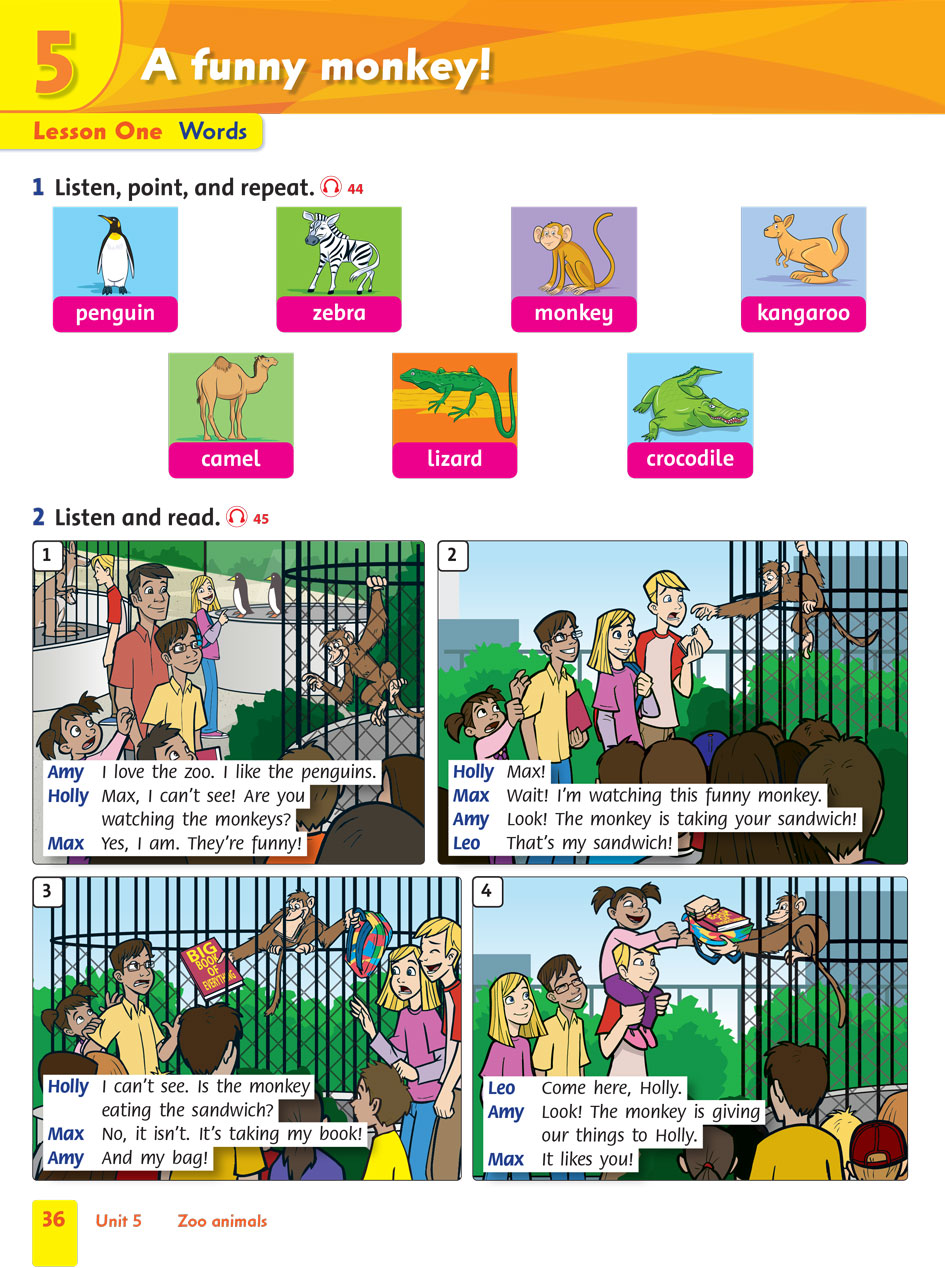 5
A funny monkey!
Lesson One Words
1 Listen, point, and repeat. 44
penguin
zebra
monkey
kangaroo
camel
lizard
crocodile
2 Listen and read. 45
1
Amy I love the zoo. I like the penguins.
Holly Max, I can't see! Are you
watching the monkeys?
Max Yes, I am. They're funny!
2
Holly Max!
Max Wait! I'm watching this funny monkey.
Amy Look! The monkey is taking your sandwich!
Leo That's my sandwich!
3
BIG
BOOK
OF
EVERYTHING
Holly I can't see. Is the monkey
eating the sandwich?
Max No, it isn't. It's taking my book!
Amy And my bag!
4
Leo Come here, Holly.
Amy Look! The monkey is giving
our things to Holly.
Max It likes you!
36 Unit 5 Zoo animals